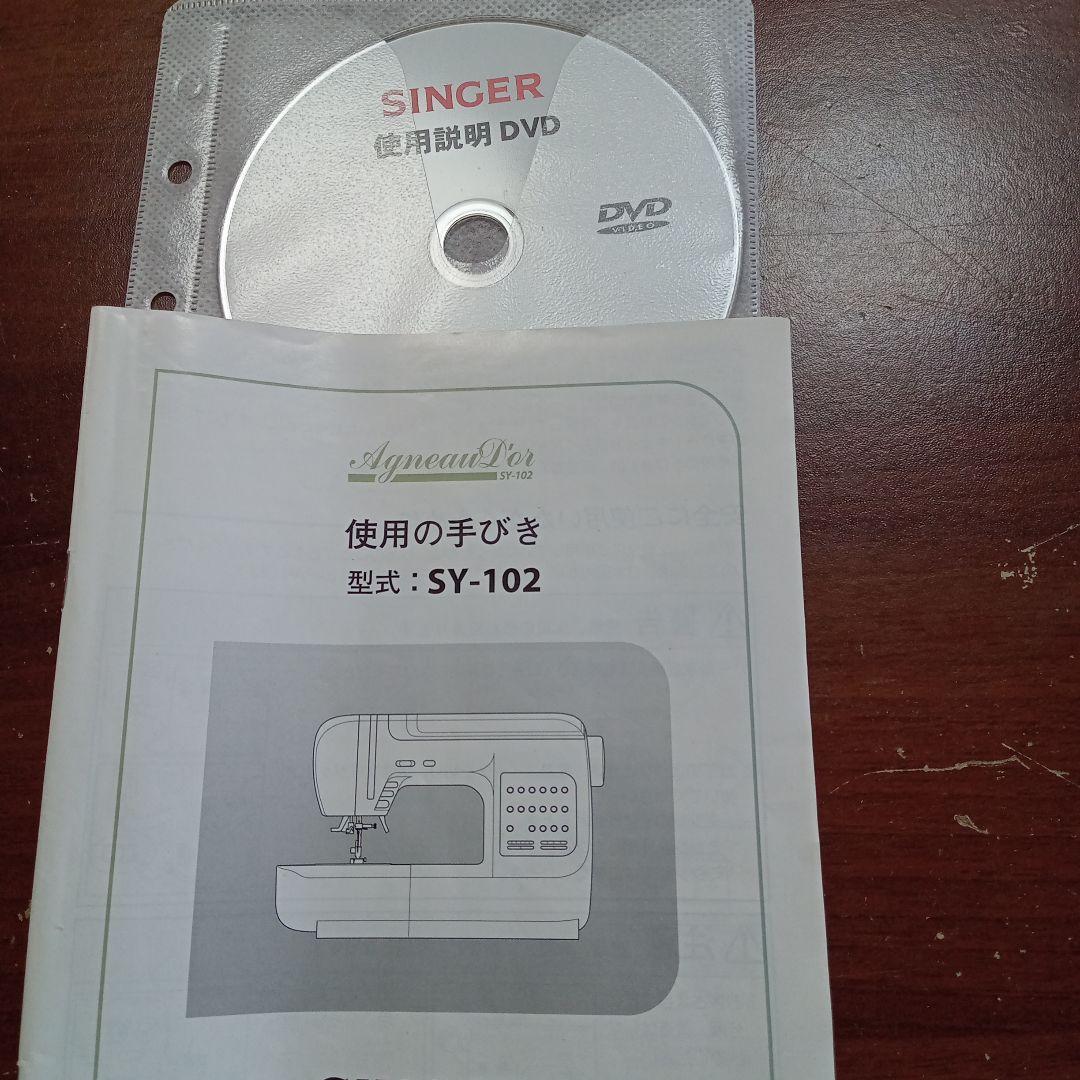 SINGER
使用説明 DVD
DVD
VIDEO
Agneau D'or
SY-102
使用の手びき
型式：SY-102